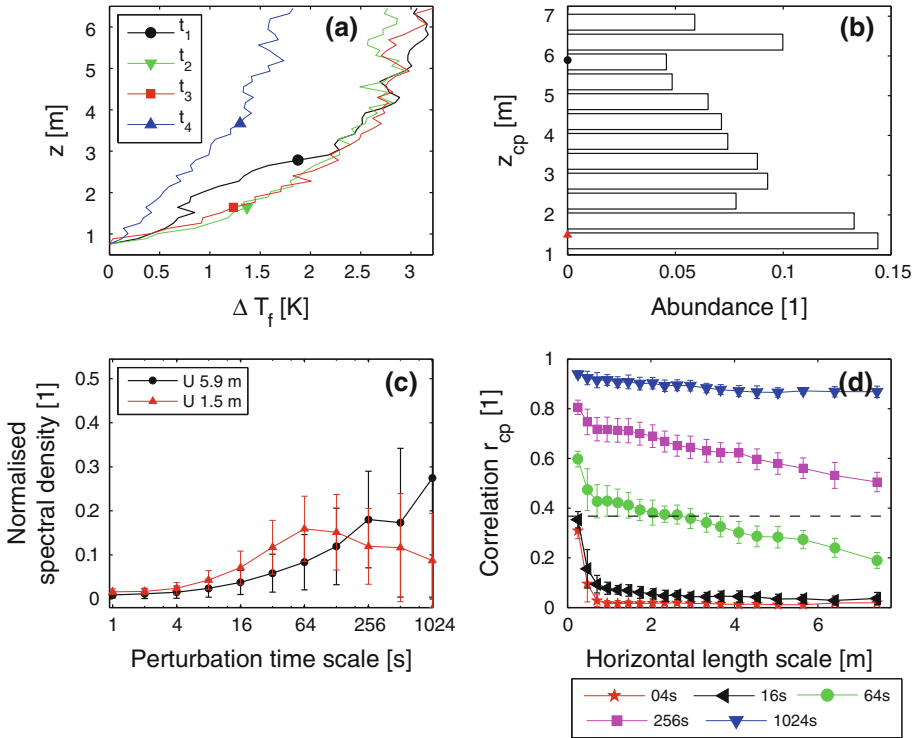 (a)
t1
t2
t3
t4
z [m]
6
5
4
3
2
1
0 0.5 1 1.5 2 2.5 3
Δ Tf [K]
(b)
zcp [m]
7
6
5
4
3
2
1
0 0.05 0.1 0.15
Abundance [1]
(c)
U 5.9 m
U 1.5 m
Normalised
spectral density [1]
0.5
0.4
0.3
0.2
0.1
0
1 4 16 64 256 1024
Perturbation time scale [s]
(d)
Correlation rcp [1]
1
0.8
0.6
0.4
0.2
0
0 2 4 6
Horizontal length scale [m]
04s 16s 64s
256s 1024s